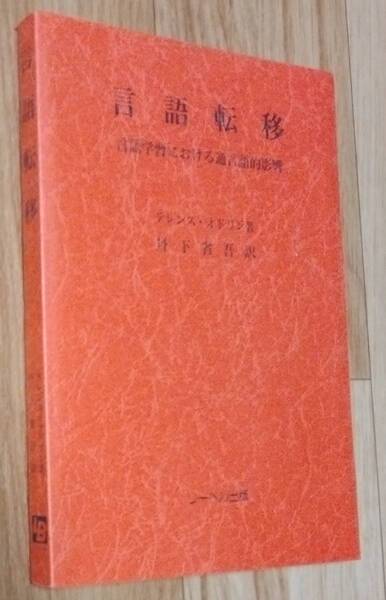 言語転移
言語学習における通言語的影響
テレンス・オドリン著
丹下省吾訳
リーベル出版
言語転移